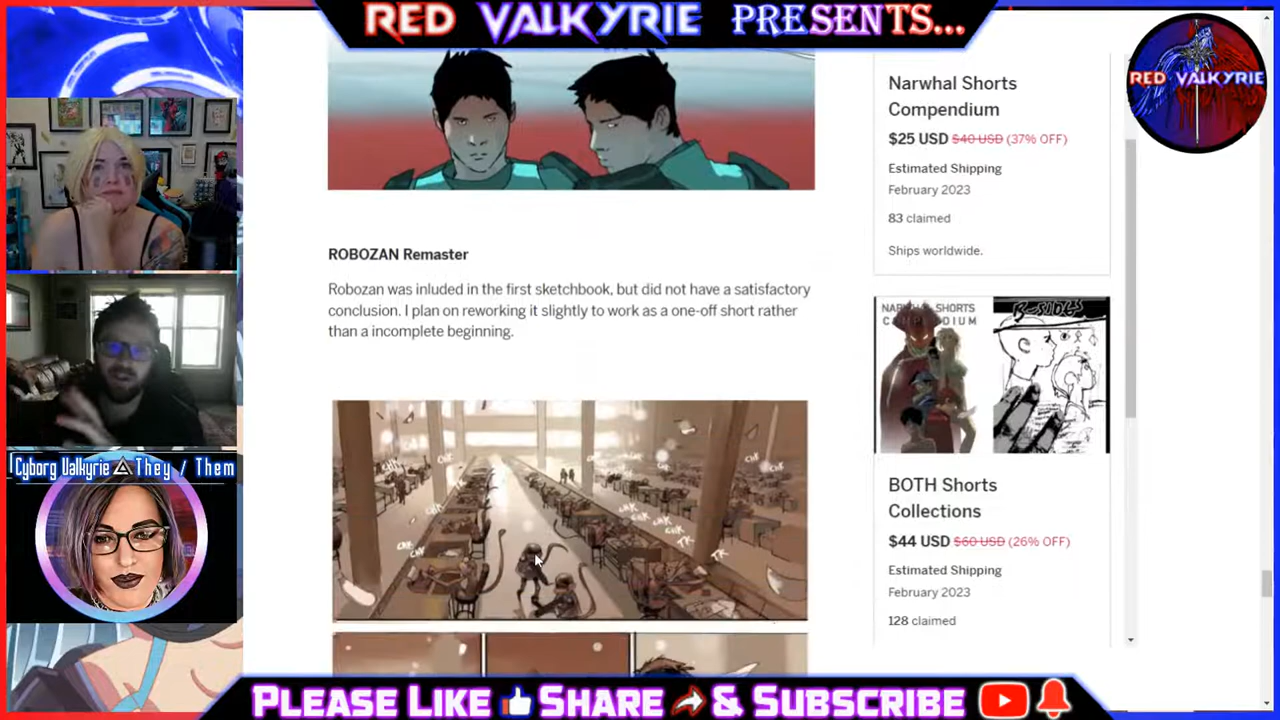 RED VALKYRIE PRESENTS...
RED VALKYRIE
Narwhal Shorts
Compendium
$25 USD $40 USD (37% OFF)
Estimated Shipping
February 2023
83 claimed
Ships worldwide.
ROBOZAN Remaster
Robozan was inluded in the first sketchbook, but did not have a satisfactory
conclusion. I plan on reworking it slightly to work as a one-off short rather
than a incomplete beginning.
NARWHAL SHORTS
COMPENDIUM
B-SIDES
BOTH Shorts
Collections
$44 USD $60 USD (26% OFF)
Estimated Shipping
February 2023
128 claimed
Cyborg Valkyrie They / Them
PLEASE LIKE SHARE & SUBSCRIBE